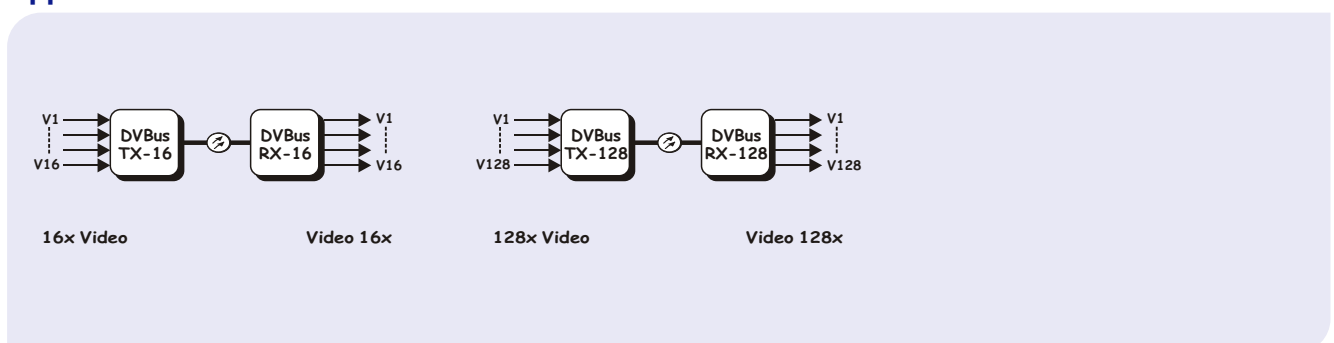 V1
V16
DVBus
TX-16
DVBus
RX-16
V1
V16
16x Video
Video 16x
V1
V128
DVBus
TX-128
DVBus
RX-128
V1
V128
128x Video
Video 128x